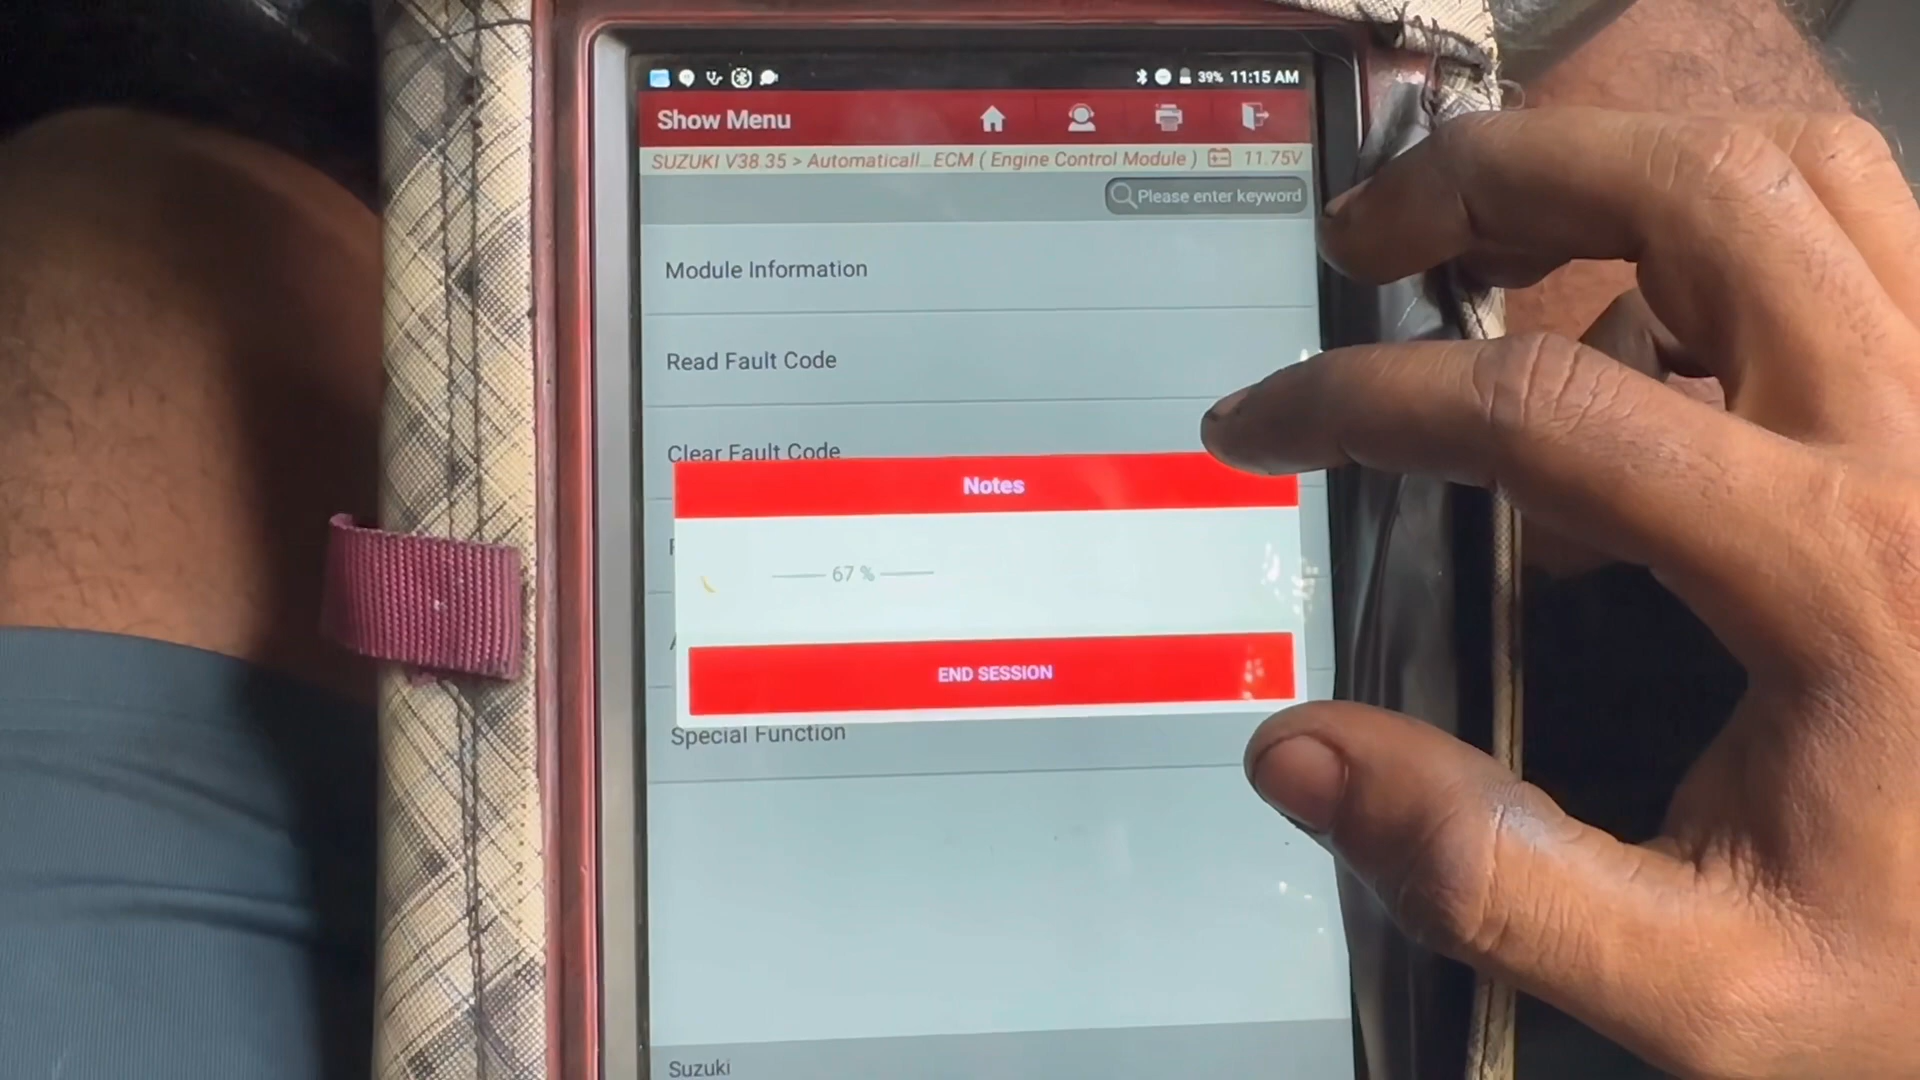 39% 11:15 AM
Show Menu
SUZUKI V38.35 > Automaticall...ECM ( Engine Control Module ) 11.75V
Please enter keyword
Module Information
Read Fault Code
Clear Fault Code
Notes
67 %
END SESSION
Special Function
Suzuki